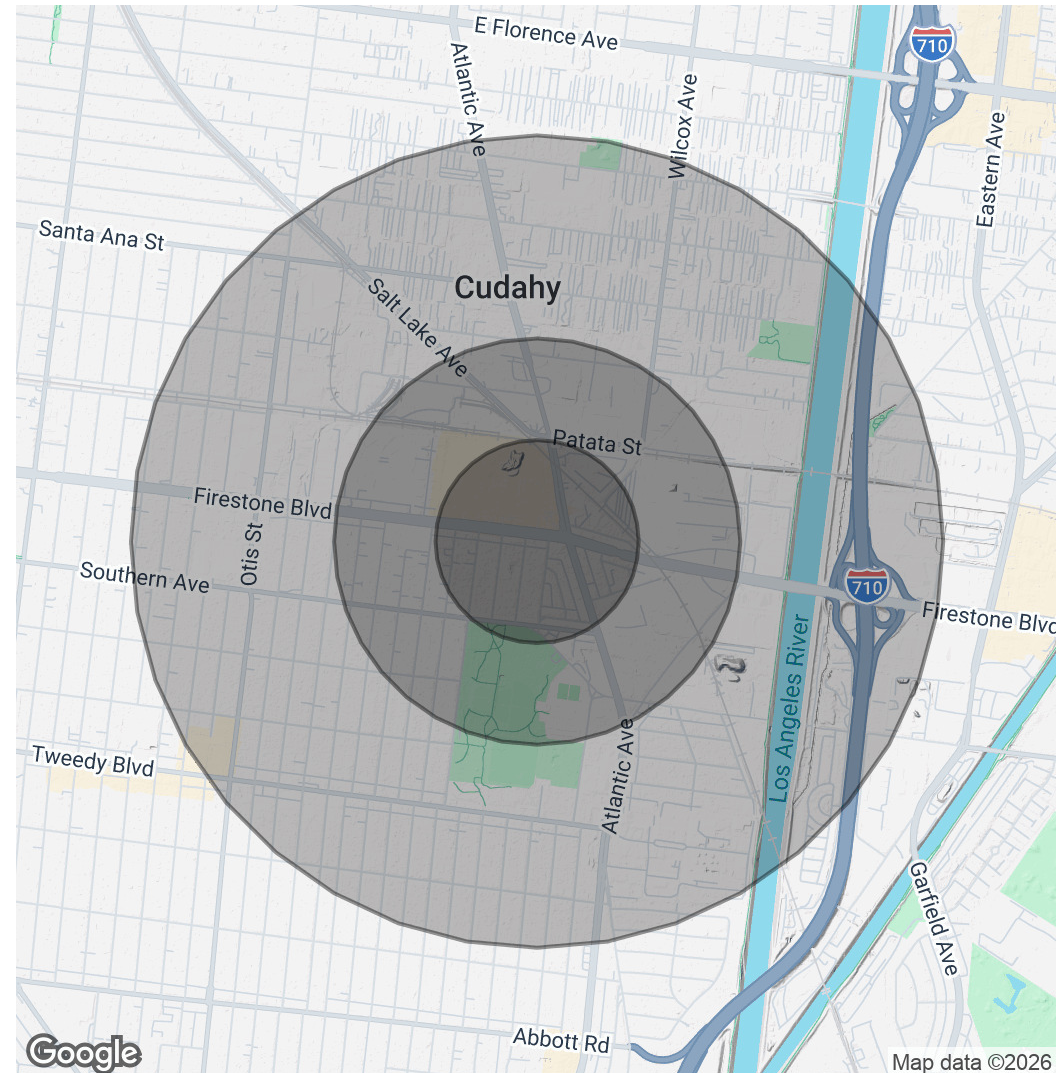 E Florence Ave
710
Atlantic Ave
Wilcox Ave
Eastern Ave
Santa Ana St
Cudahy
Salt Lake Ave
Patata St
Firestone Blvd
Otis St
Southern Ave
710
Firestone Blvd
Los Angeles River
Tweedy Blvd
Atlantic Ave
Garfield Ave
Abbott Rd
Google
Map data ©2026